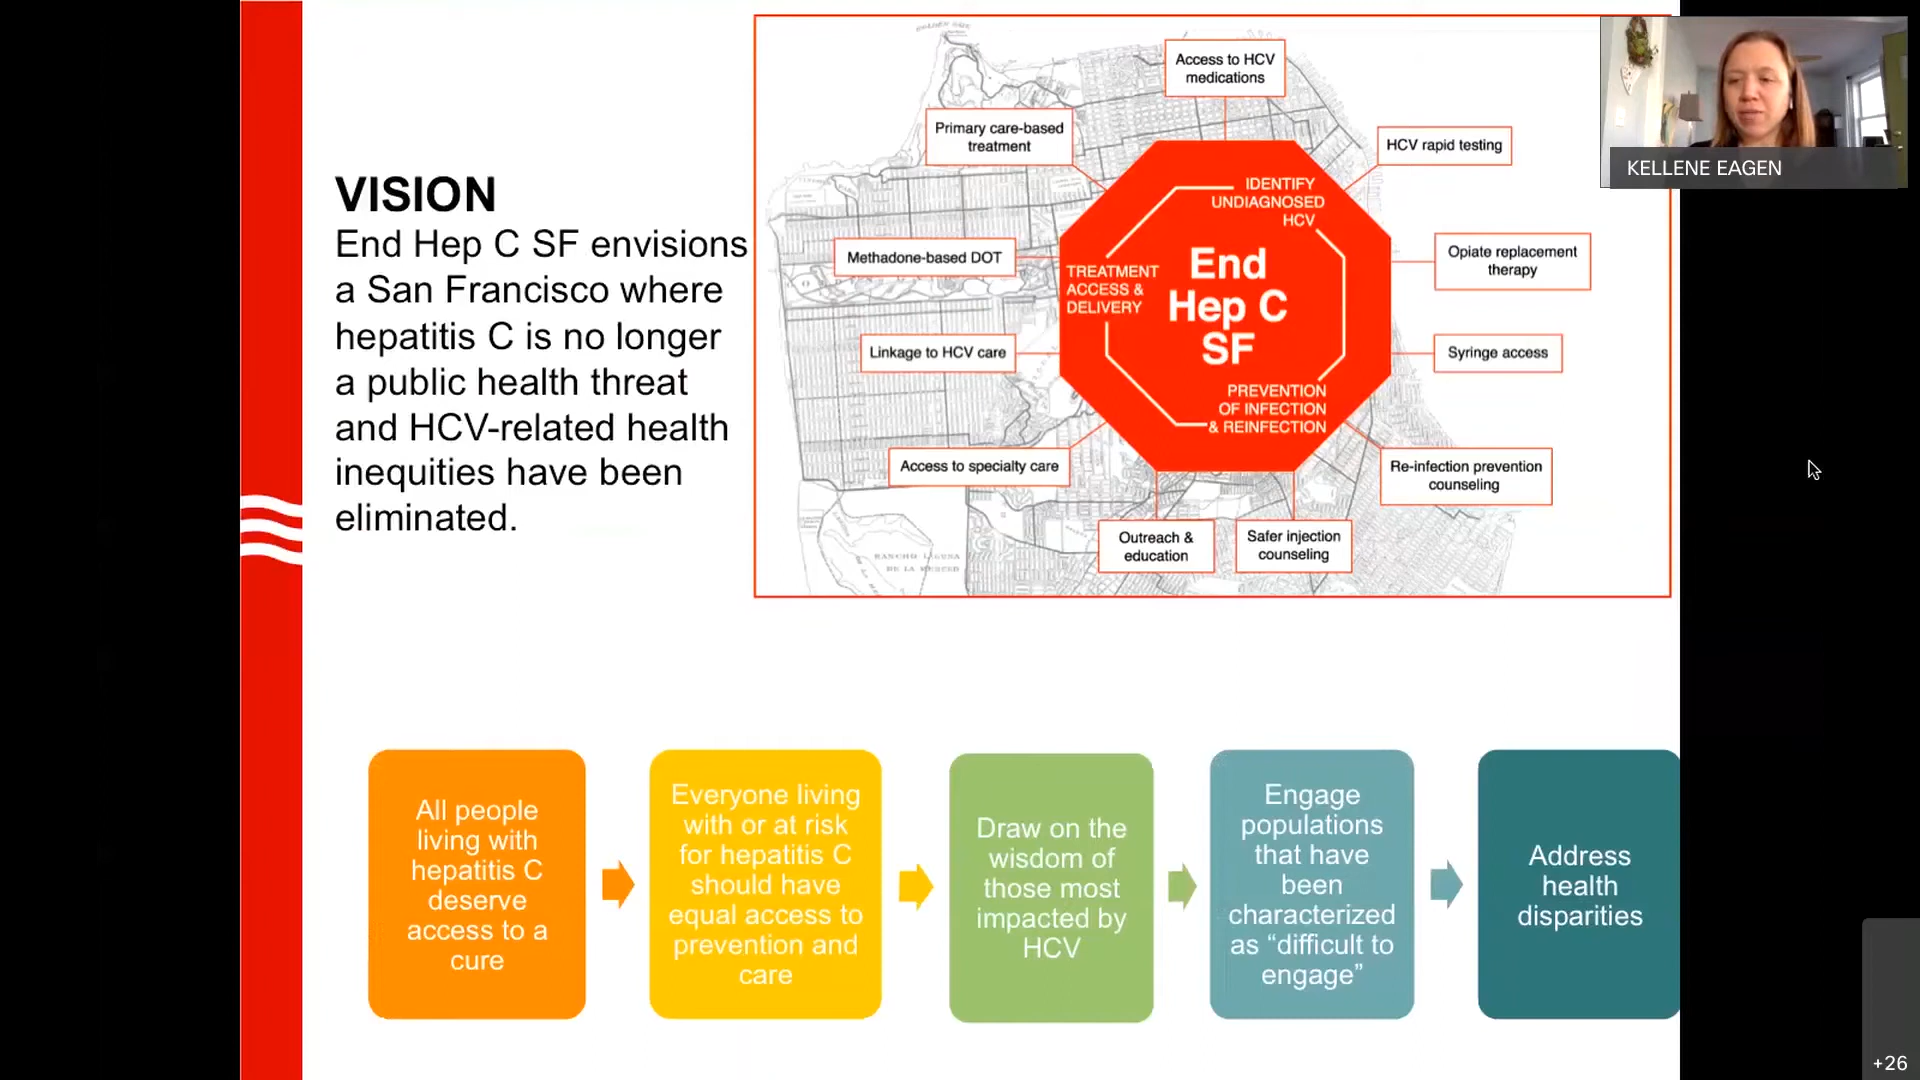 VISION
End Hep C SF envisions
a San Francisco where
hepatitis C is no longer
a public health threat
and HCV-related health
inequities have been
eliminated.
Access to HCV
medications
Primary care-based
treatment
HCV rapid testing
Methadone-based DOT
Opiate replacement
therapy
Linkage to HCV care
Syringe access
Access to specialty care
Re-infection prevention
counseling
Outreach &
education
Safer injection
counseling
IDENTIFY
UNDIAGNOSED
HCV
TREATMENT
ACCESS &
DELIVERY
End
Hep C
SF
PREVENTION
OF INFECTION
& REINFECTION
RANCHO LAGUNA
DE LA MERCED
KELLENE EAGEN
All people
living with
hepatitis C
deserve
access to a
cure
Everyone living
with or at risk
for hepatitis C
should have
equal access to
prevention and
care
Draw on the
wisdom of
those most
impacted by
HCV
Engage
populations
that have
been
characterized
as “difficult to
engage”
Address
health
disparities
+26